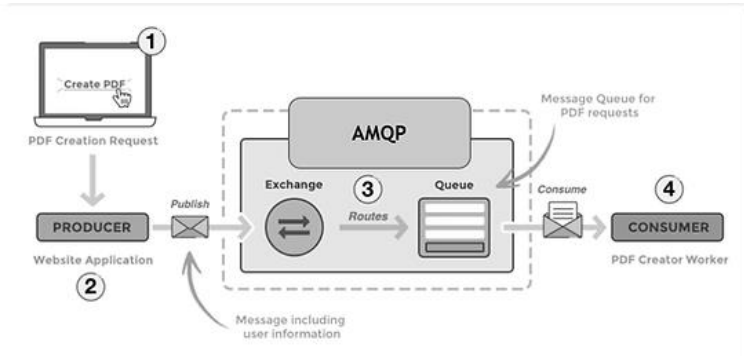 1
Create PDF
PDF Creation Request
PRODUCER
Website Application
2
Publish
Message including
user information
AMQP
Exchange
3
Routes
Queue
Message Queue for
PDF requests
Consume
4
CONSUMER
PDF Creator Worker